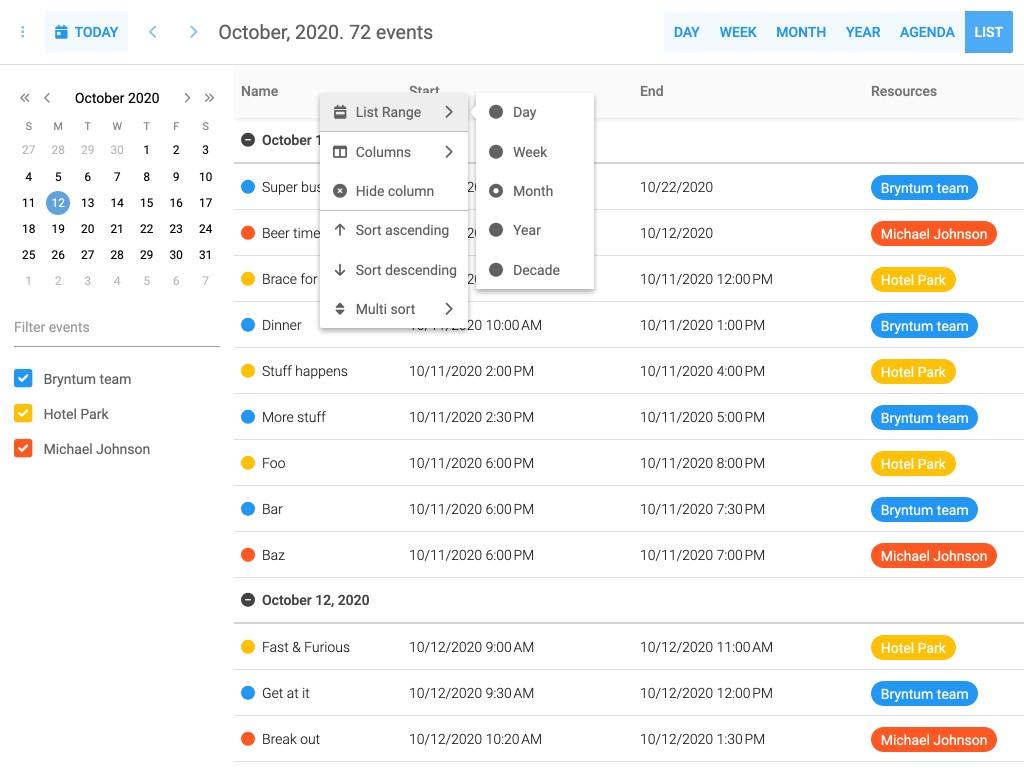 TODAY
October, 2020. 72 events
DAY WEEK MONTH YEAR AGENDA LIST
October 2020
S M T W T F S
27 28 29 30 1 2 3
4 5 6 7 8 9 10
11 12 13 14 15 16 17
18 19 20 21 22 23 24
25 26 27 28 29 30 31
1 2 3 4 5 6 7
Filter events
Bryntum team
Hotel Park
Michael Johnson
Name Start End Resources
October 1
Super bus 10/22/2020 Bryntum team
Beer time 10/12/2020 Michael Johnson
Brace for 10/11/2020 12:00 PM Hotel Park
Dinner 10/11/2020 10:00 AM 10/11/2020 1:00 PM Bryntum team
Stuff happens 10/11/2020 2:00 PM 10/11/2020 4:00 PM Hotel Park
More stuff 10/11/2020 2:30 PM 10/11/2020 5:00 PM Bryntum team
Foo 10/11/2020 6:00 PM 10/11/2020 8:00 PM Hotel Park
Bar 10/11/2020 6:00 PM 10/11/2020 7:30 PM Bryntum team
Baz 10/11/2020 6:00 PM 10/11/2020 7:00 PM Michael Johnson
October 12, 2020
Fast & Furious 10/12/2020 9:00 AM 10/12/2020 11:00 AM Hotel Park
Get at it 10/12/2020 9:30 AM 10/12/2020 12:00 PM Bryntum team
Break out 10/12/2020 10:20 AM 10/12/2020 1:30 PM Michael Johnson
List Range
Columns
Hide column
Sort ascending
Sort descending
Multi sort
Day
Week
Month
Year
Decade